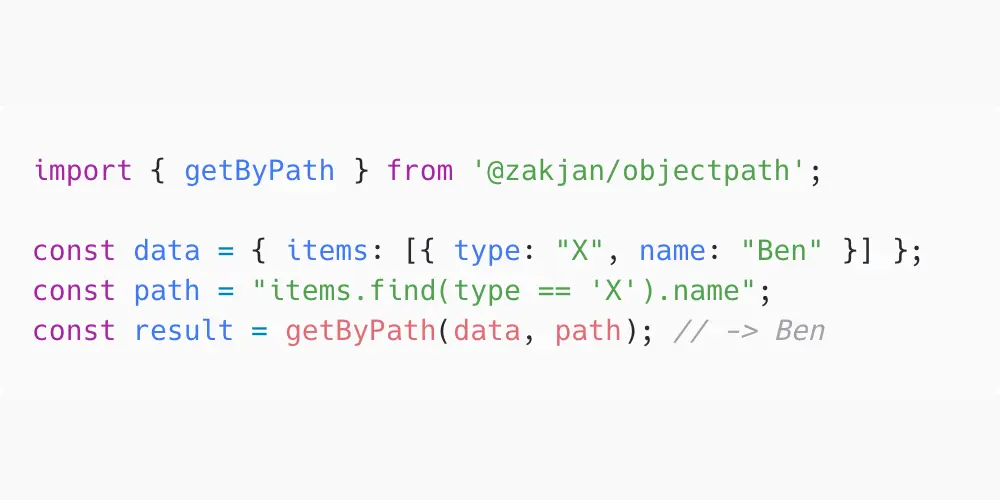 import { getByPath } from '@zakjan/objectpath';
const data = { items: [{ type: "X", name: "Ben" }] };
const path = "items.find(type == 'X').name";
const result = getByPath(data, path); // -> Ben